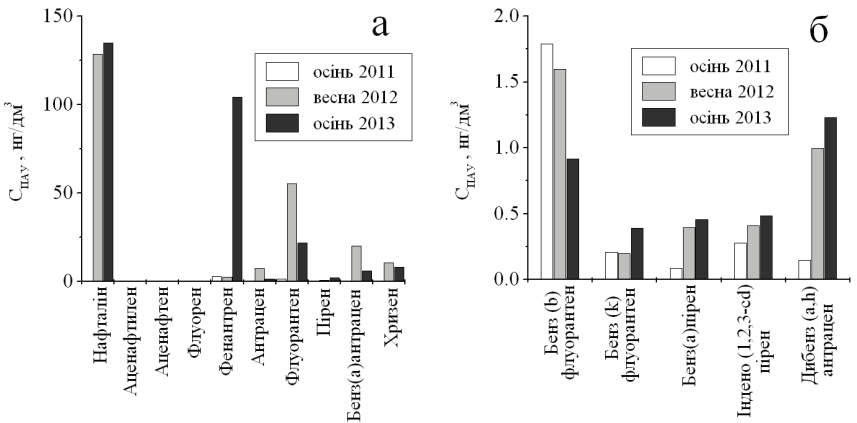 а
150
100
50
0
C ПАУ , нг/дм³
осінь 2011
весна 2012
осінь 2013
Нафталін
Аценафтилен
Аценафтен
Флуорен
Фенантрен
Антрацен
Флуорантен
Пірен
Бенз(а)антрацен
Хризен
б
2.0
1.5
1.0
0.5
0.0
C ПАУ , нг/дм³
осінь 2011
весна 2012
осінь 2013
Бенз (b)
флуорантен
Бенз (k)
флуорантен
Бенз(а)пірен
Індено (1,2,3-cd)
пірен
Дибенз (a,h)
антрацен